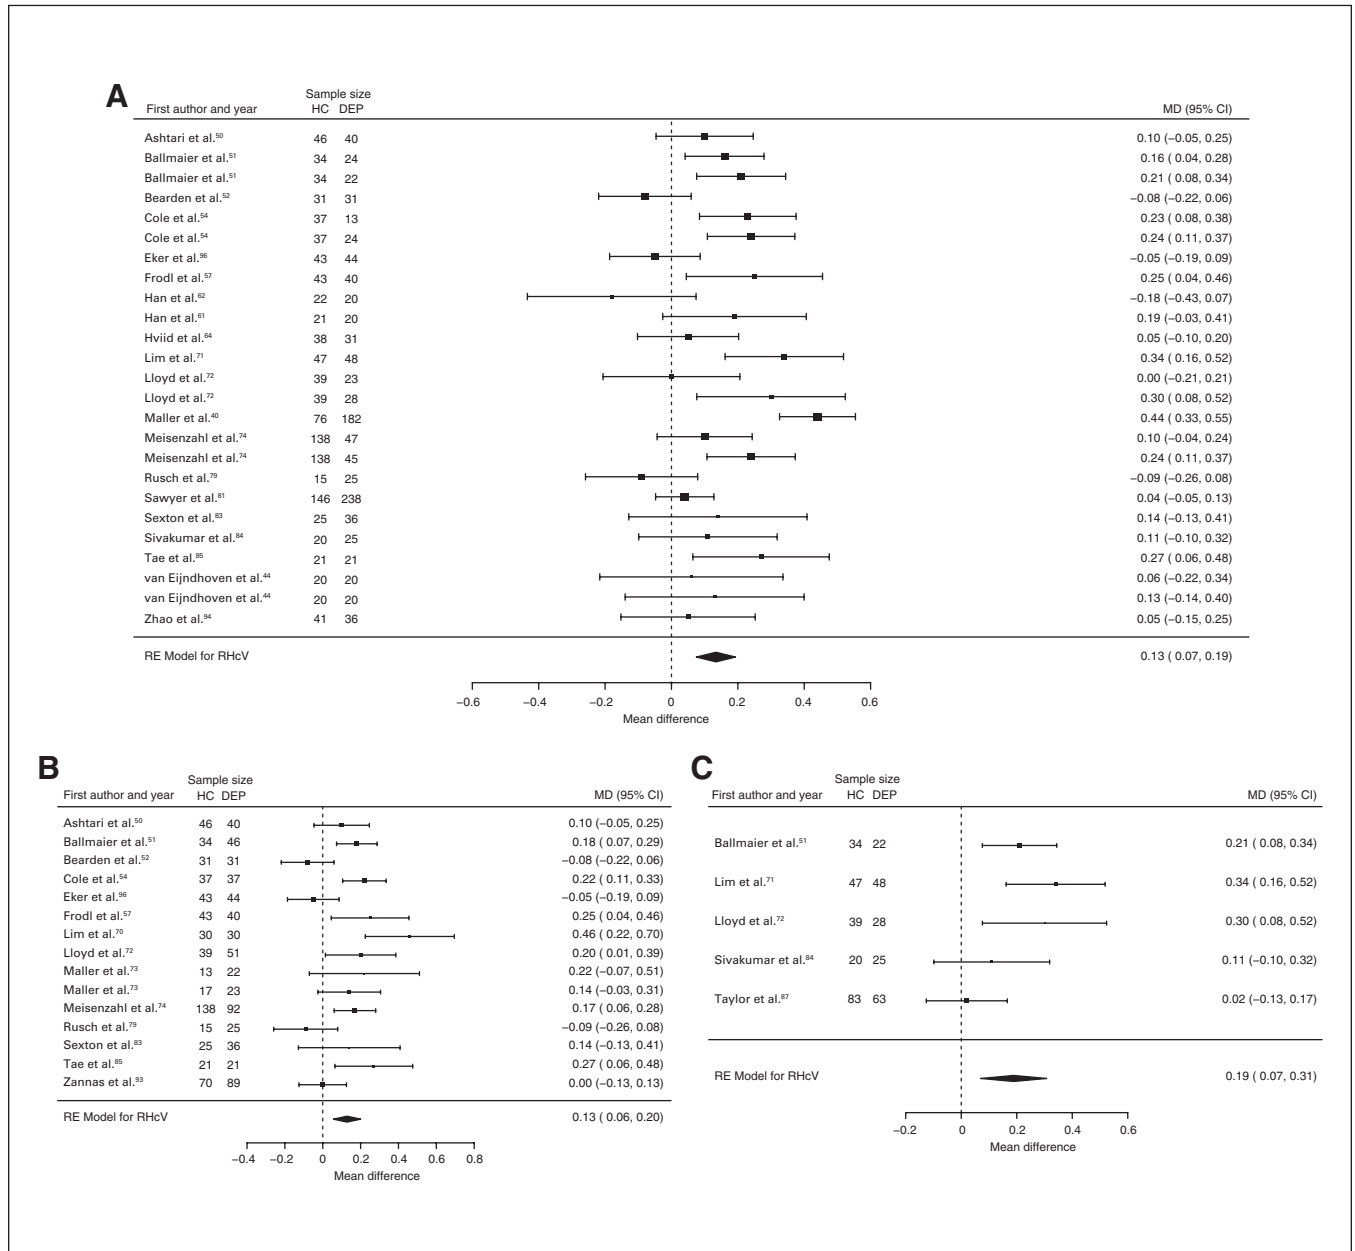 A
Sample size
First author and year HC DEP MD (95% CI)
Ashtari et al.50 46 40 0.10 (−0.05, 0.25)
Ballmaier et al.51 34 24 0.16 ( 0.04, 0.28)
Ballmaier et al.51 34 22 0.21 ( 0.08, 0.34)
Bearden et al.52 31 31 −0.08 (−0.22, 0.06)
Cole et al.54 37 13 0.23 ( 0.08, 0.38)
Cole et al.54 37 24 0.24 ( 0.11, 0.37)
Eker et al.96 43 44 −0.05 (−0.19, 0.09)
Frodl et al.57 43 40 0.25 ( 0.04, 0.46)
Han et al.62 22 20 −0.18 (−0.43, 0.07)
Han et al.61 21 20 0.19 (−0.03, 0.41)
Hviid et al.64 38 31 0.05 (−0.10, 0.20)
Lim et al.71 47 48 0.34 ( 0.16, 0.52)
Lloyd et al.72 39 23 0.00 (−0.21, 0.21)
Lloyd et al.72 39 28 0.30 ( 0.08, 0.52)
Maller et al.40 76 182 0.44 ( 0.33, 0.55)
Meisenzahl et al.74 138 47 0.10 (−0.04, 0.24)
Meisenzahl et al.74 138 45 0.24 ( 0.11, 0.37)
Rusch et al.79 15 25 −0.09 (−0.26, 0.08)
Sawyer et al.81 146 238 0.04 (−0.05, 0.13)
Sexton et al.83 25 36 0.14 (−0.13, 0.41)
Sivakumar et al.84 20 25 0.11 (−0.10, 0.32)
Tae et al.85 21 21 0.27 ( 0.06, 0.48)
van Eijndhoven et al.44 20 20 0.06 (−0.22, 0.34)
van Eijndhoven et al.44 20 20 0.13 (−0.14, 0.40)
Zhao et al.94 41 36 0.05 (−0.15, 0.25)
RE Model for RHcV 0.13 ( 0.07, 0.19)
−0.6 −0.4 −0.2 0 0.2 0.4 0.6
Mean difference
B
Sample size
First author and year HC DEP MD (95% CI)
Ashtari et al.50 46 40 0.10 (−0.05, 0.25)
Ballmaier et al.51 34 46 0.18 ( 0.07, 0.29)
Bearden et al.52 31 31 −0.08 (−0.22, 0.06)
Cole et al.54 37 37 0.22 ( 0.11, 0.33)
Eker et al.96 43 44 −0.05 (−0.19, 0.09)
Frodl et al.57 43 40 0.25 ( 0.04, 0.46)
Lim et al.70 30 30 0.46 ( 0.22, 0.70)
Lloyd et al.72 39 51 0.20 ( 0.01, 0.39)
Maller et al.73 13 22 0.22 (−0.07, 0.51)
Maller et al.73 17 23 0.14 (−0.03, 0.31)
Meisenzahl et al.74 138 92 0.17 ( 0.06, 0.28)
Rusch et al.79 15 25 −0.09 (−0.26, 0.08)
Sexton et al.83 25 36 0.14 (−0.13, 0.41)
Tae et al.85 21 21 0.27 ( 0.06, 0.48)
Zannas et al.93 70 89 0.00 (−0.13, 0.13)
RE Model for RHcV 0.13 ( 0.06, 0.20)
−0.4 −0.2 0 0.2 0.4 0.6 0.8
Mean difference
C
Sample size
First author and year HC DEP MD (95% CI)
Ballmaier et al.51 34 22 0.21 ( 0.08, 0.34)
Lim et al.71 47 48 0.34 ( 0.16, 0.52)
Lloyd et al.72 39 28 0.30 ( 0.08, 0.52)
Sivakumar et al.84 20 25 0.11 (−0.10, 0.32)
Taylor et al.87 83 63 0.02 (−0.13, 0.17)
RE Model for RHcV 0.19 ( 0.07, 0.31)
−0.2 0 0.2 0.4 0.6
Mean difference